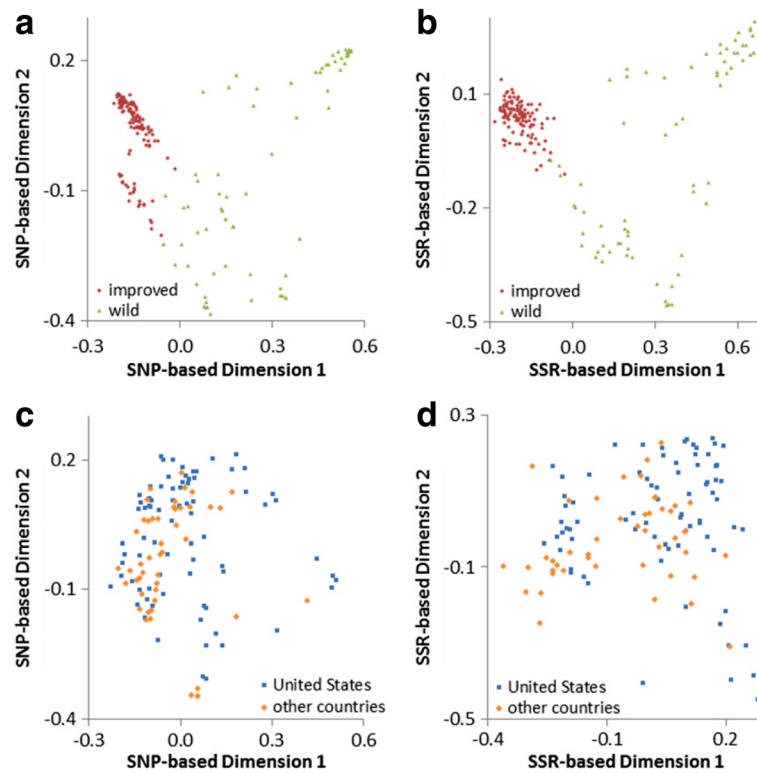 a
0.2
-0.1
-0.4
-0.3
0.0
0.3
0.6
SNP-based Dimension 2
improved
wild
SNP-based Dimension 1
b
0.1
-0.2
-0.5
-0.3
0.0
0.3
0.6
SSR-based Dimension 2
improved
wild
SSR-based Dimension 1
c
0.2
-0.1
-0.4
-0.3
0.0
0.3
0.6
SNP-based Dimension 2
United States
other countries
SNP-based Dimension 1
d
0.3
-0.1
-0.5
-0.4
-0.1
0.2
SSR-based Dimension 2
United States
other countries
SSR-based Dimension 1